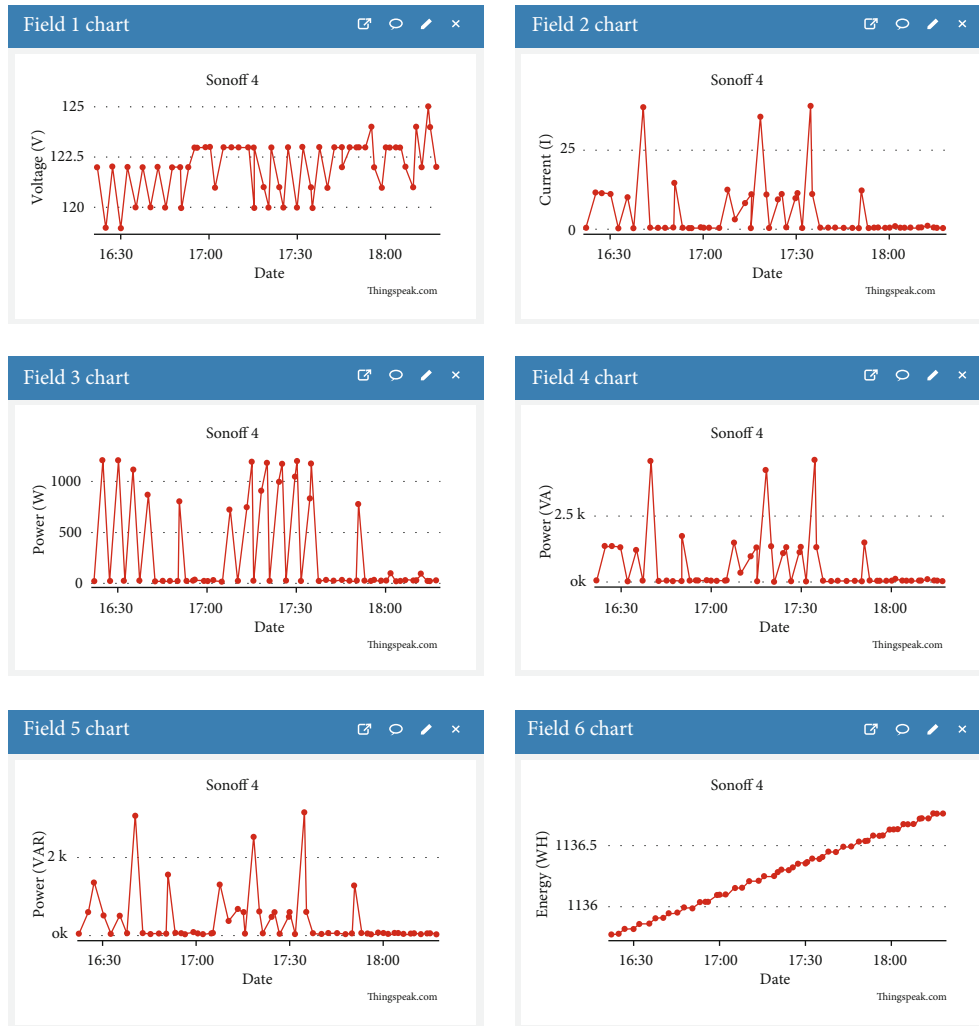 Field 1 chart
Sonoff 4
Voltage (V)
125
122.5
120
16:30 17:00 17:30 18:00
Date
Thingspeak.com
Field 2 chart
Sonoff 4
Current (I)
25
0
16:30 17:00 17:30 18:00
Date
Thingspeak.com
Field 3 chart
Sonoff 4
Power (W)
1000
500
0
16:30 17:00 17:30 18:00
Date
Thingspeak.com
Field 4 chart
Sonoff 4
Power (VA)
2.5 k
ok
16:30 17:00 17:30 18:00
Date
Thingspeak.com
Field 5 chart
Sonoff 4
Power (VAR)
2 k
ok
16:30 17:00 17:30 18:00
Date
Thingspeak.com
Field 6 chart
Sonoff 4
Energy (WH)
1136.5
1136
16:30 17:00 17:30 18:00
Date
Thingspeak.com